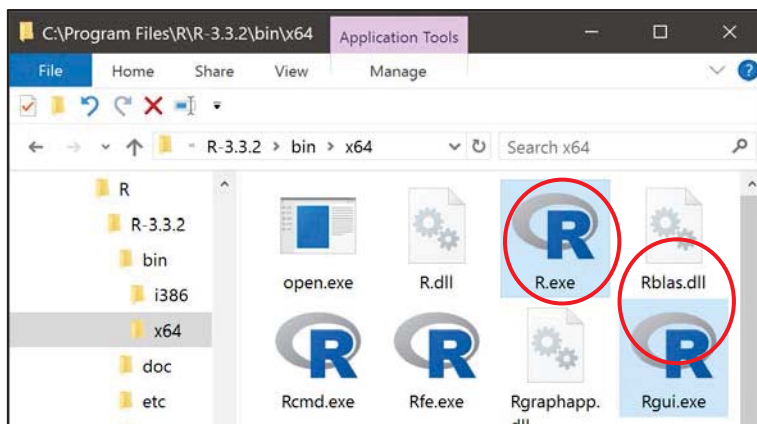 C:\Program Files\R\R-3.3.2\bin\x64
Application Tools
File
Home
Share
View
Manage
R-3.3.2 > bin > x64
Search x64
R
R-3.3.2
bin
i386
x64
doc
etc
open.exe
R.dll
R.exe
Rblas.dll
Rcmd.exe
Rfe.exe
Rgraphapp.
dll
Rgui.exe